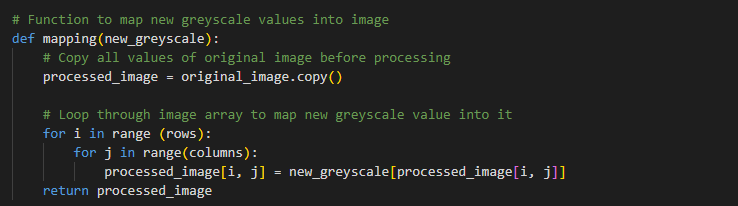 # Function to map new greyscale values into image
def mapping(new_greyscale):
    # Copy all values of original image before processing
    processed_image = original_image.copy()

    # Loop through image array to map new greyscale value into it
    for i in range (rows):
        for j in range(columns):
            processed_image[i, j] = new_greyscale[processed_image[i, j]]
    return processed_image